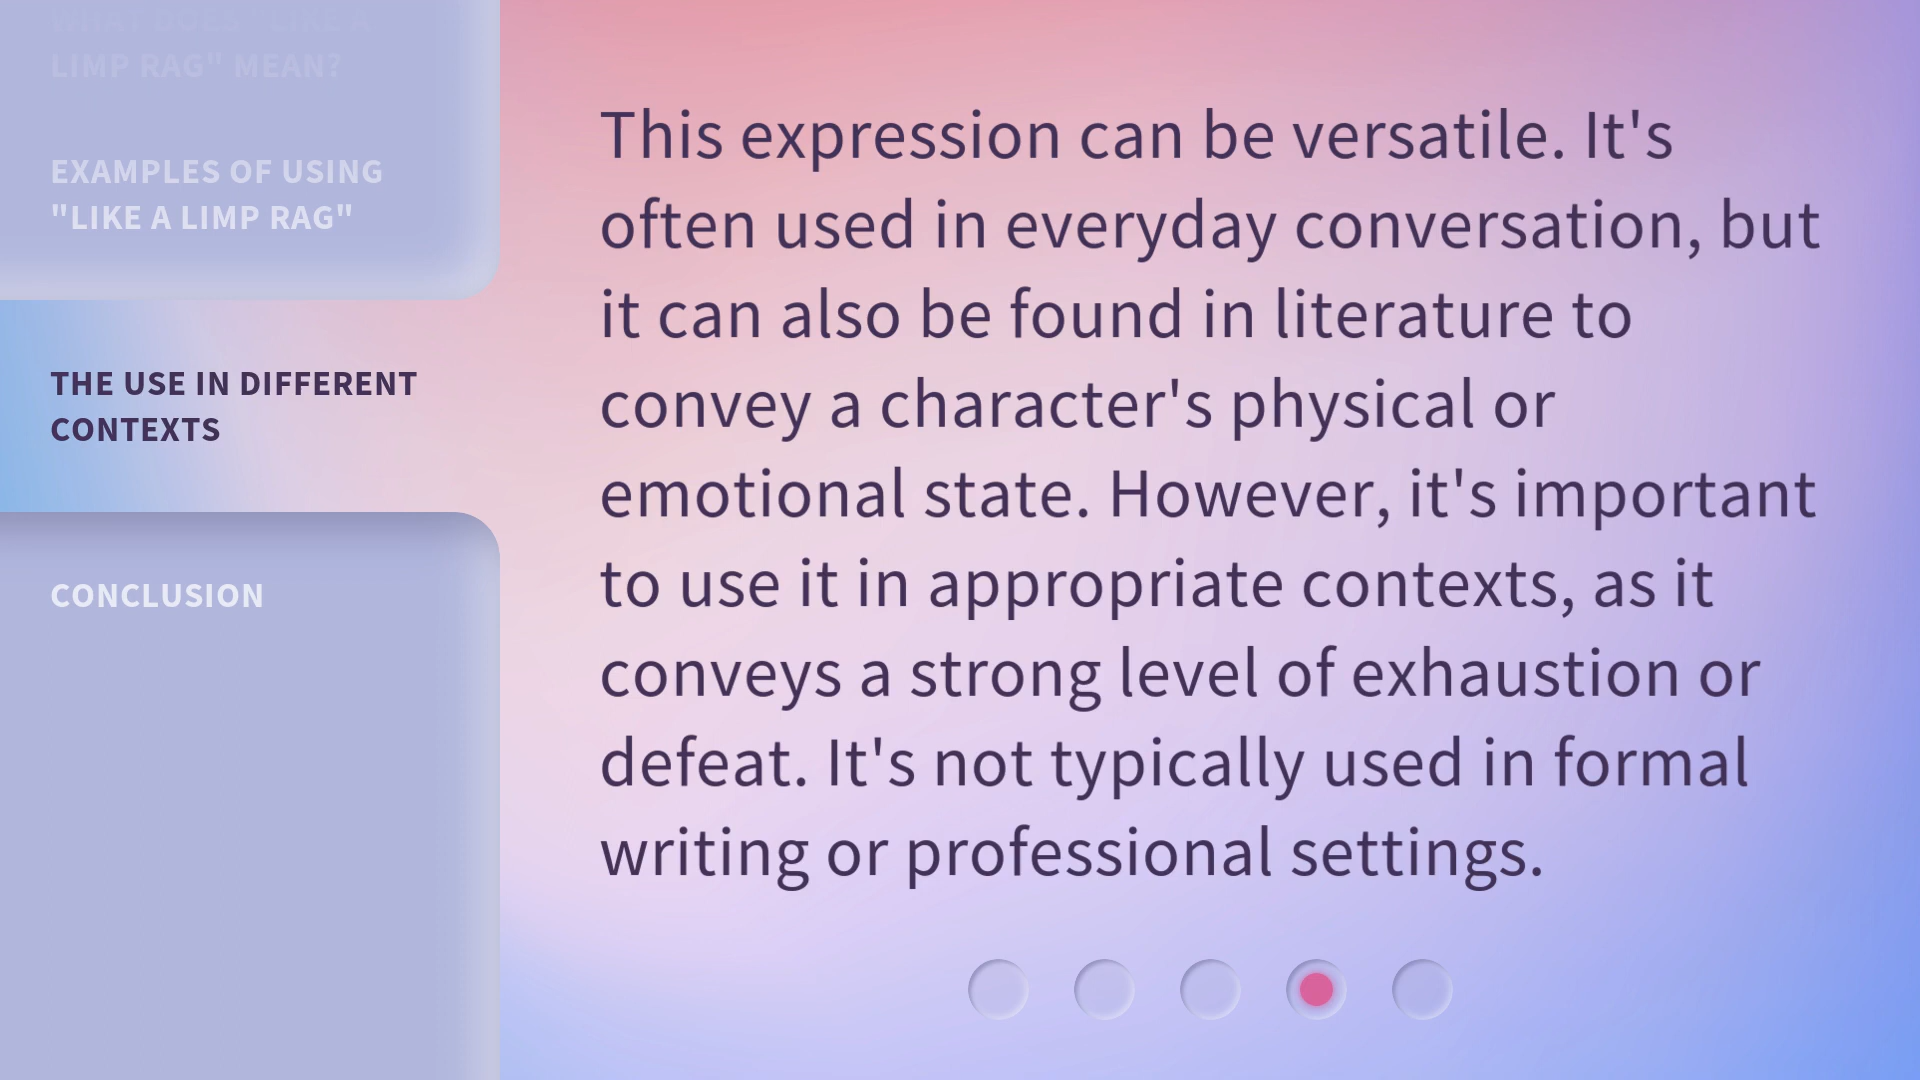 WHAT DOES "LIKE A
LIMP RAG" MEAN?
EXAMPLES OF USING
"LIKE A LIMP RAG"
THE USE IN DIFFERENT
CONTEXTS
CONCLUSION
This expression can be versatile. It's
often used in everyday conversation, but
it can also be found in literature to
convey a character's physical or
emotional state. However, it's important
to use it in appropriate contexts, as it
conveys a strong level of exhaustion or
defeat. It's not typically used in formal
writing or professional settings.